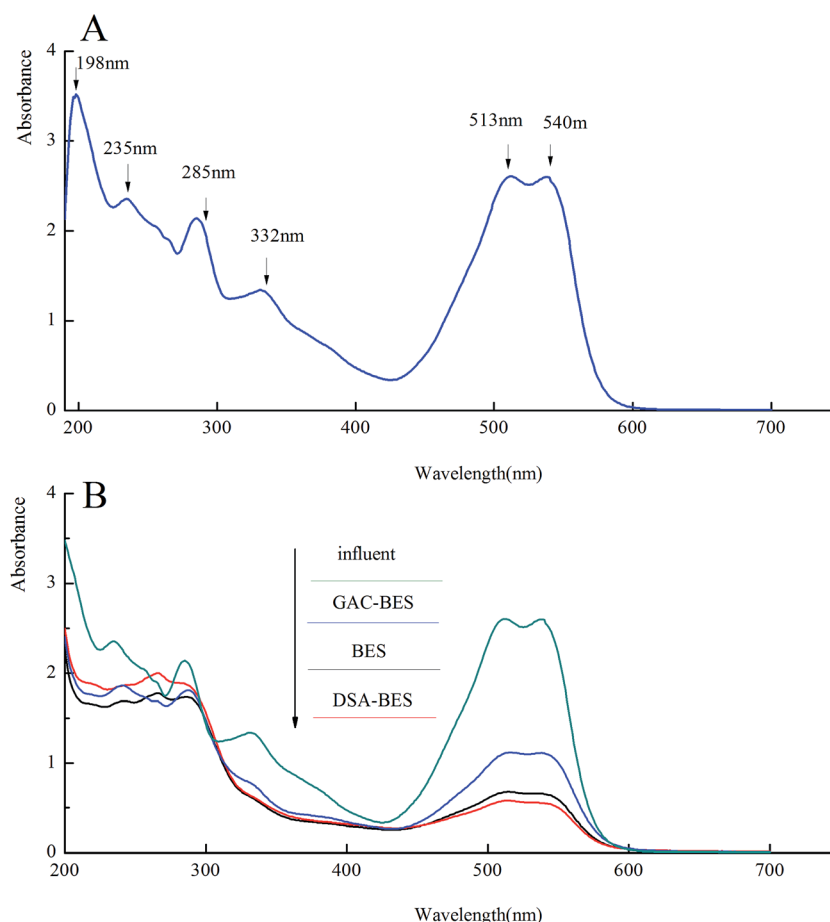 A
Absorbance
4
3
2
1
0
198nm
235nm
285nm
332nm
513nm
540m
200
300
400
500
600
700
Wavelength(nm)
B
Absorbance
4
3
2
1
0
influent
GAC-BES
BES
DSA-BES
200
300
400
500
600
700
Wavelength(nm)